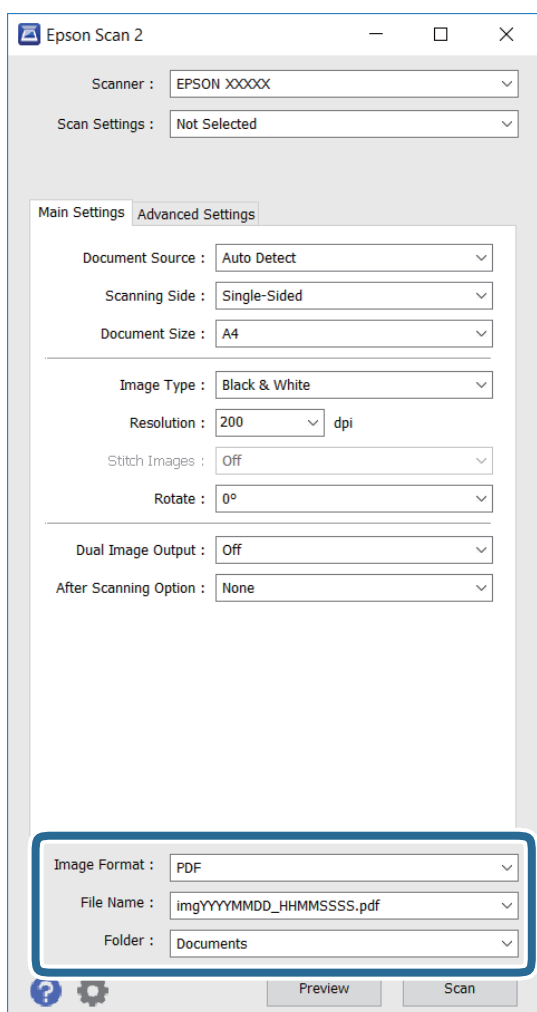 Epson Scan 2
Scanner : EPSON XXXXX
Scan Settings : Not Selected
Main Settings Advanced Settings
Document Source : Auto Detect
Scanning Side : Single-Sided
Document Size : A4
Image Type : Black & White
Resolution : 200 dpi
Stitch Images : Off
Rotate : 0°
Dual Image Output : Off
After Scanning Option : None
Image Format : PDF
File Name : imgYYYYMMDD_HHMMSSSS.pdf
Folder : Documents
? Preview Scan